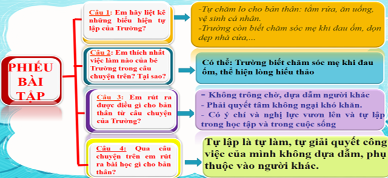 PHIẾU
BÀI
TẬP
Câu 1: Em hãy liệt kê
những biểu hiện tự
lập của Trường?
-Tự chăm lo cho bản thân: tắm rửa, ăn uống,
vệ sinh cá nhân.
-Trường còn biết chăm sóc mẹ khi đau ốm, dọn
dẹp nhà cửa,...
Câu 2: Em thích nhất
việc làm nào của bé
Trường trong câu
chuyện trên? Tại sao?
Có thể: Trường biết chăm sóc mẹ khi đau
ốm, thể hiện lòng hiếu thảo
Câu 3: Em rút ra
được điều gì cho bản
thân từ câu chuyện
của Trường?
- Không trông chờ, dựa dẫm người khác
- Phải quyết tâm không ngại khó khăn.
- Có ý chí và nghị lực vươn lên và tự lập
trong học tập và trong cuộc sống
Câu 4: Qua câu
chuyện trên em rút
ra bài học gì cho bản
thân?
Tự lập là tự làm, tự giải quyết công
việc của mình không dựa dẫm, phụ
thuộc vào người khác.